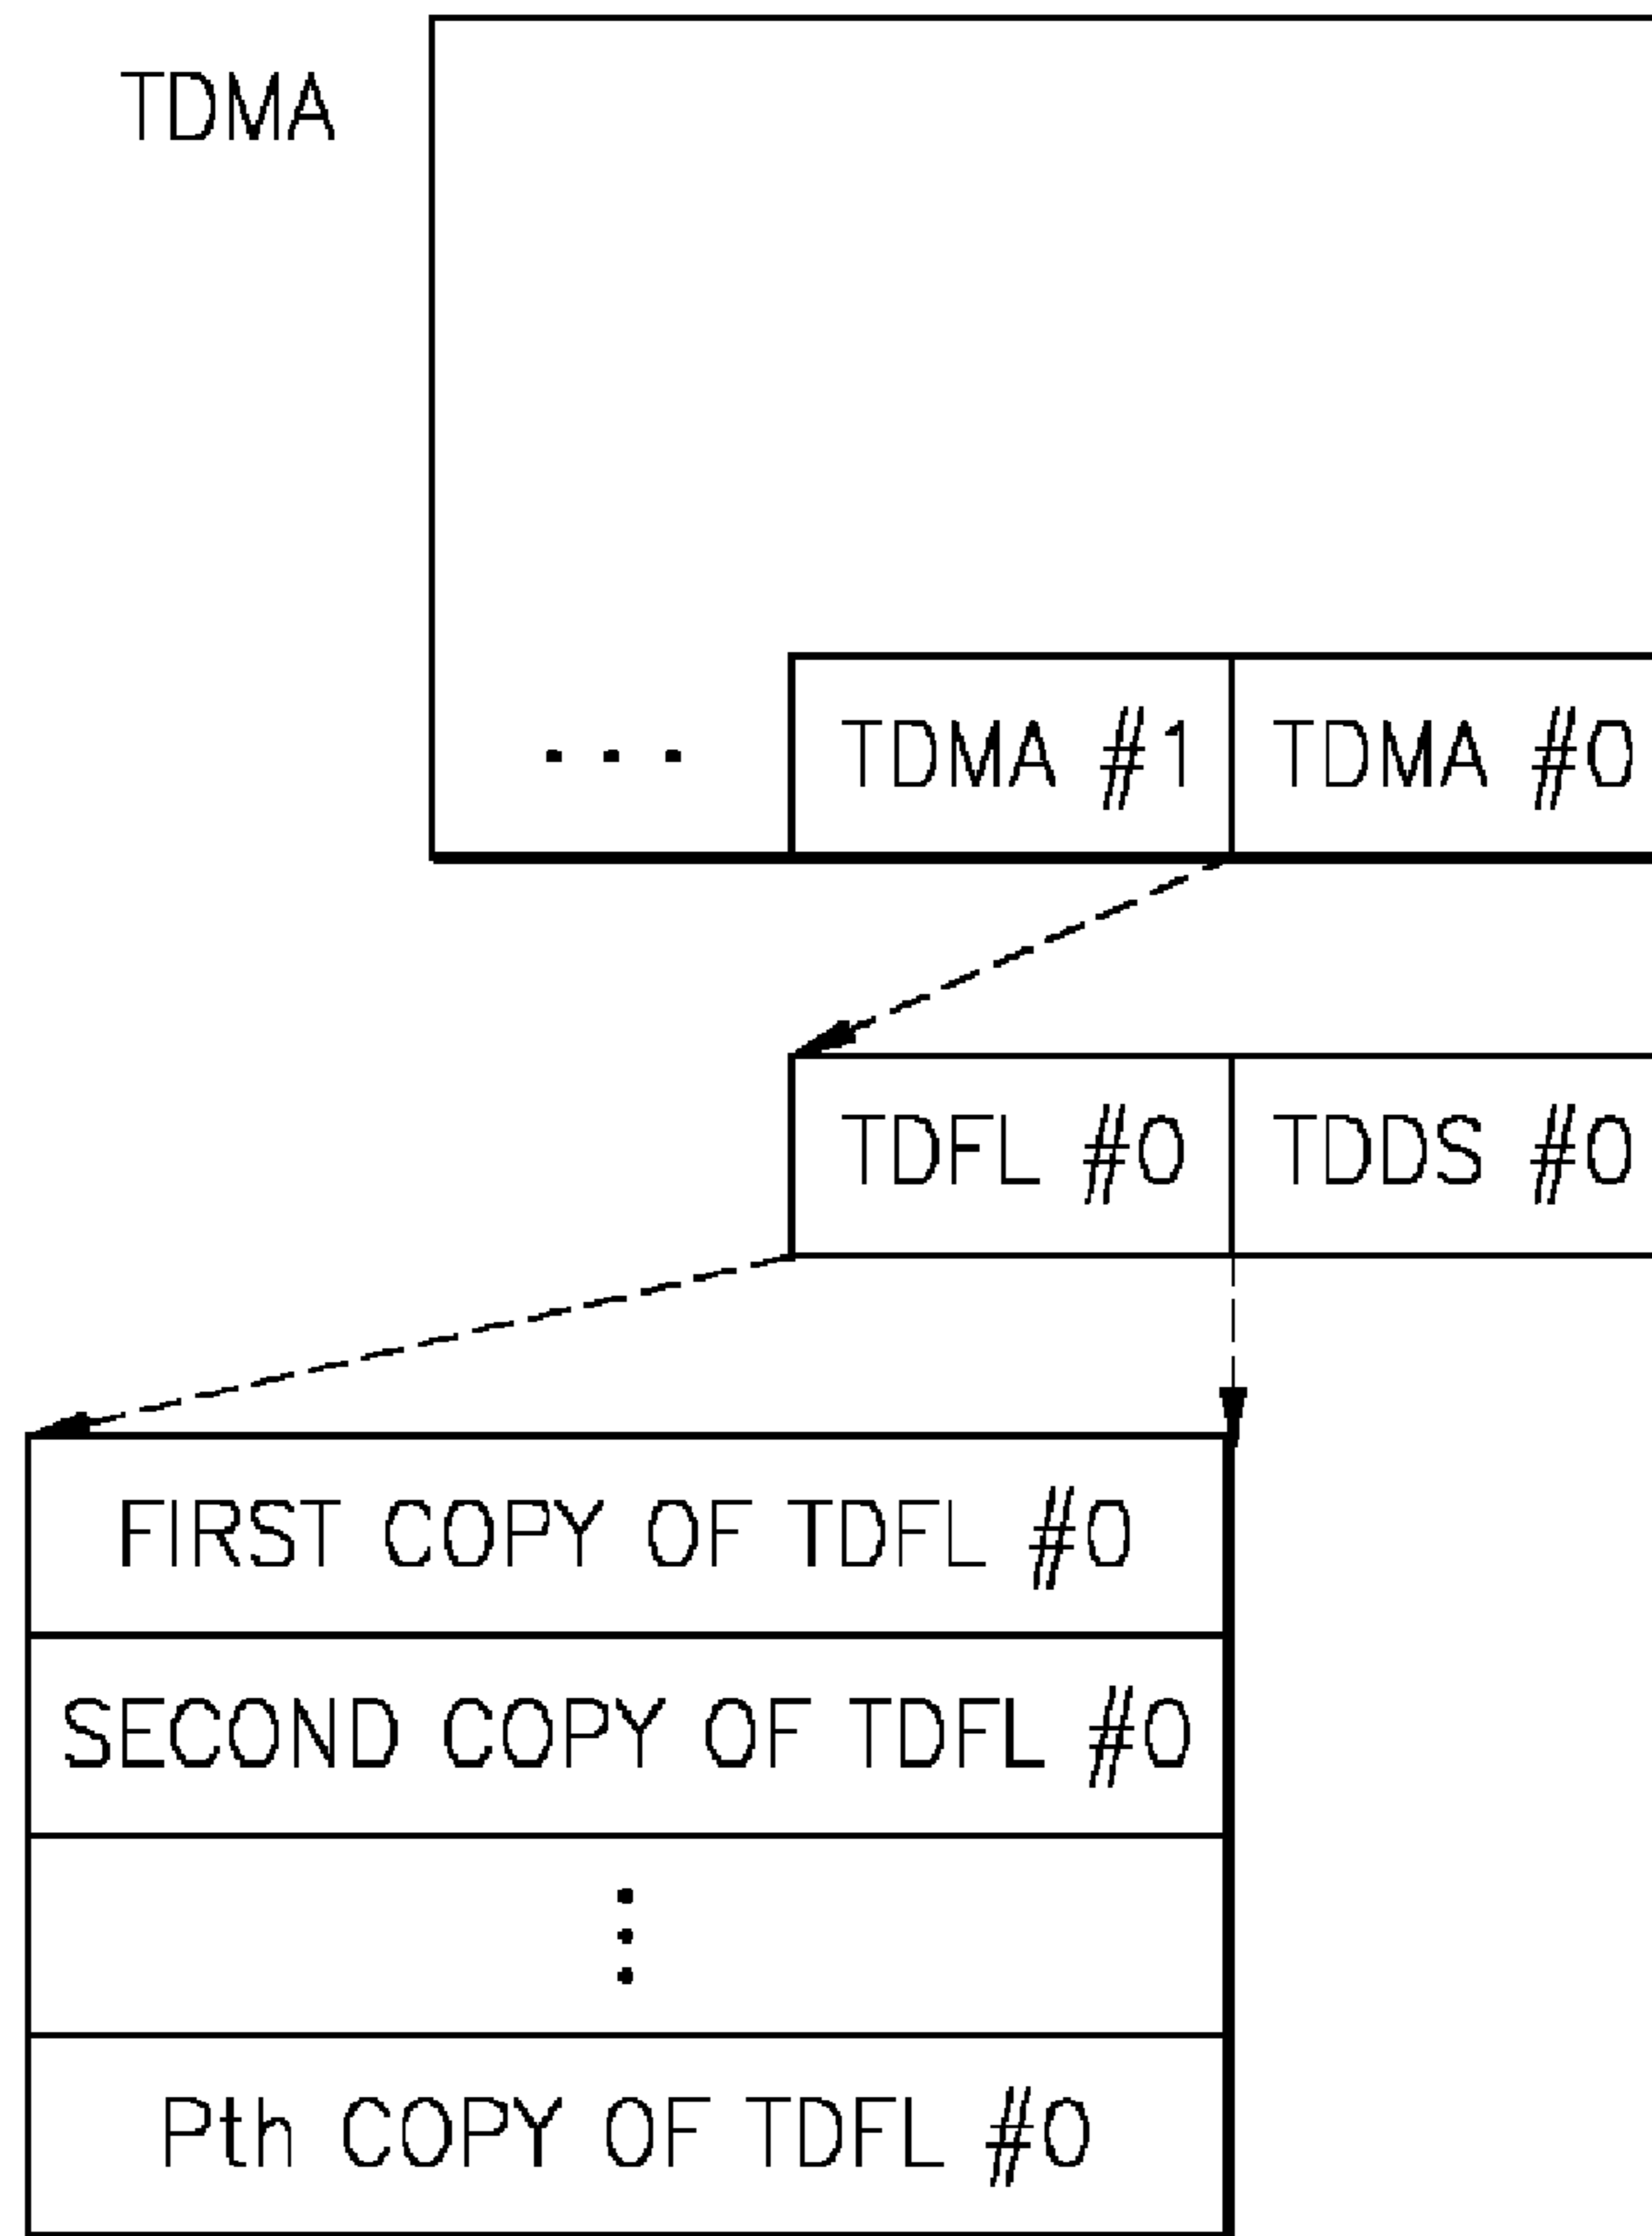 TDMA
... TDMA #1 TDMA #0
TDFL #0 TDDS #0
FIRST COPY OF TDFL #0
SECOND COPY OF TDFL #0
⋮
Pth COPY OF TDFL #0